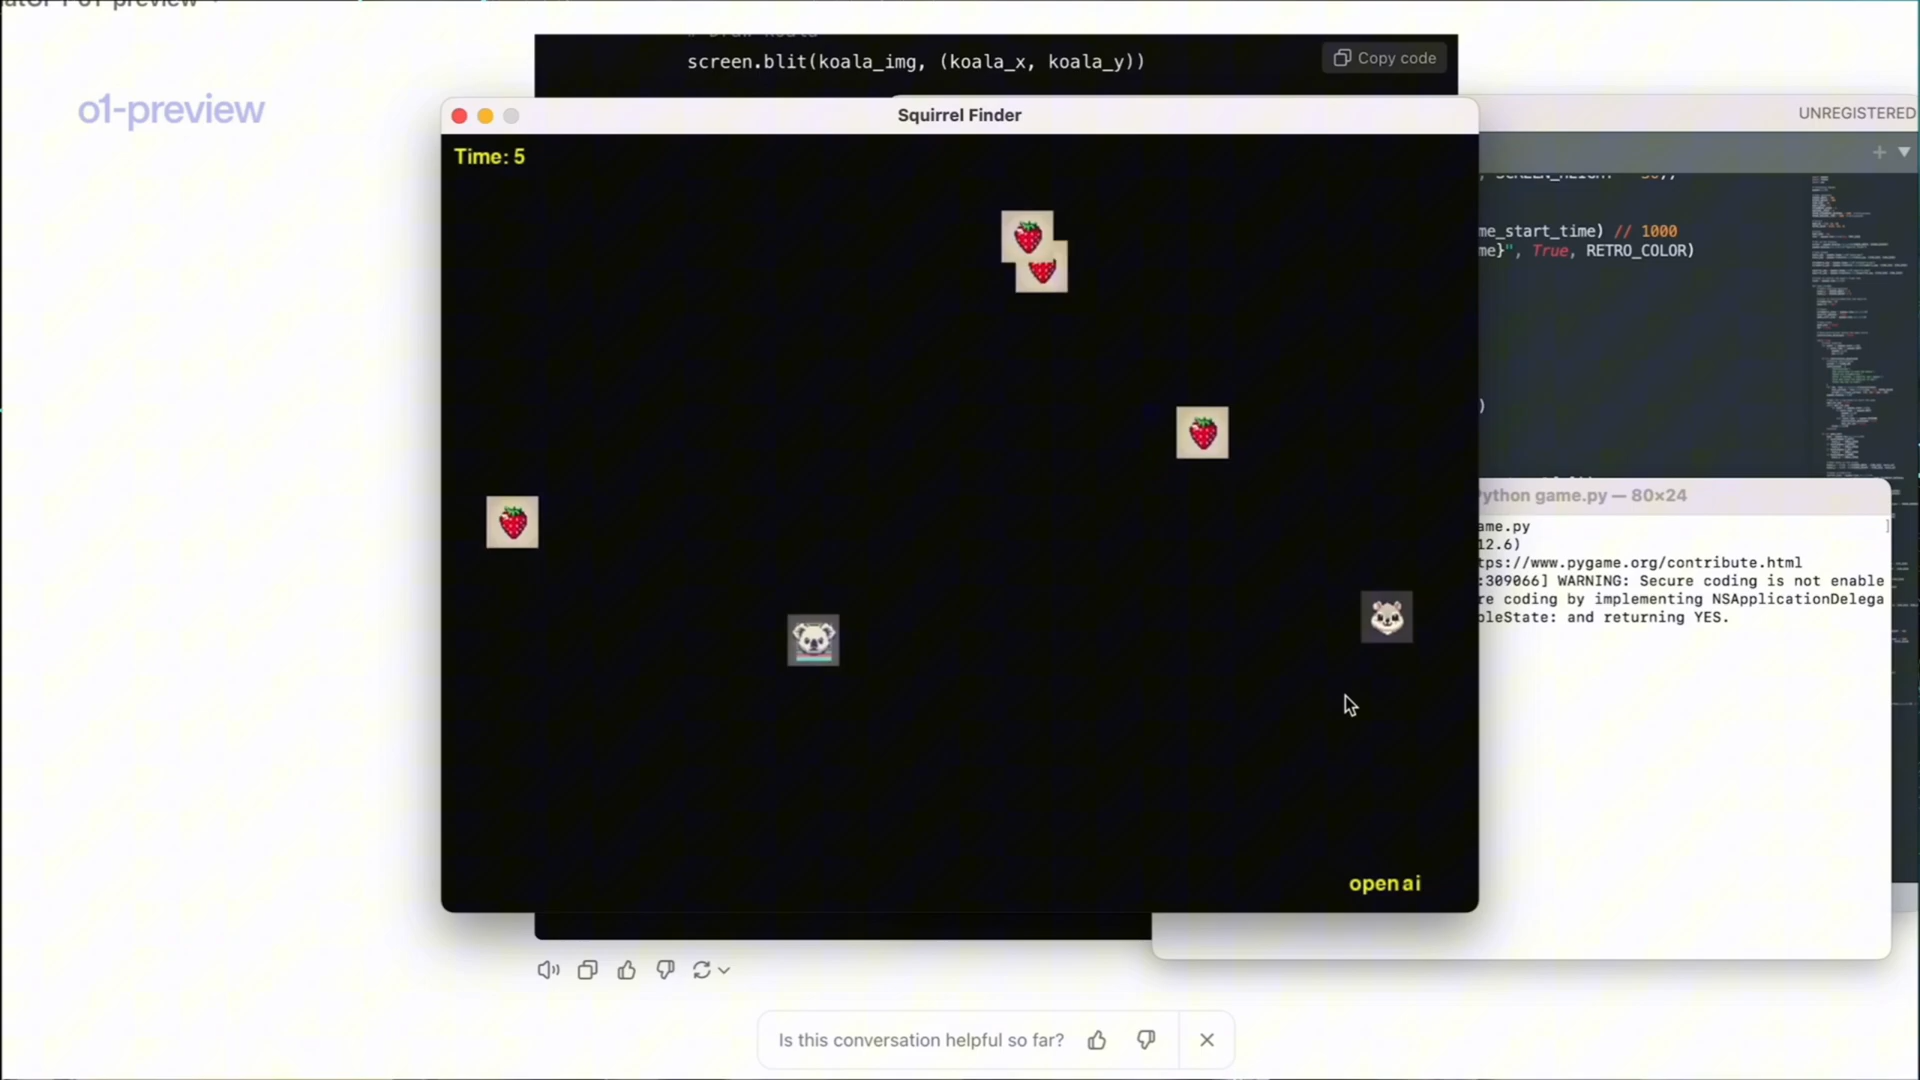 o1-preview
screen.blit(koala_img, (koala_x, koala_y))
Copy code
Squirrel Finder
UNREGISTERED
Time: 5
me_start_time) // 1000
me}", True, RETRO_COLOR)
)
ython game.py — 80×24
ame.py
12.6)
tps://www.pygame.org/contribute.html
:309066] WARNING: Secure coding is not enable
re coding by implementing NSApplicationDelega
bleState: and returning YES.
open ai
Is this conversation helpful so far?